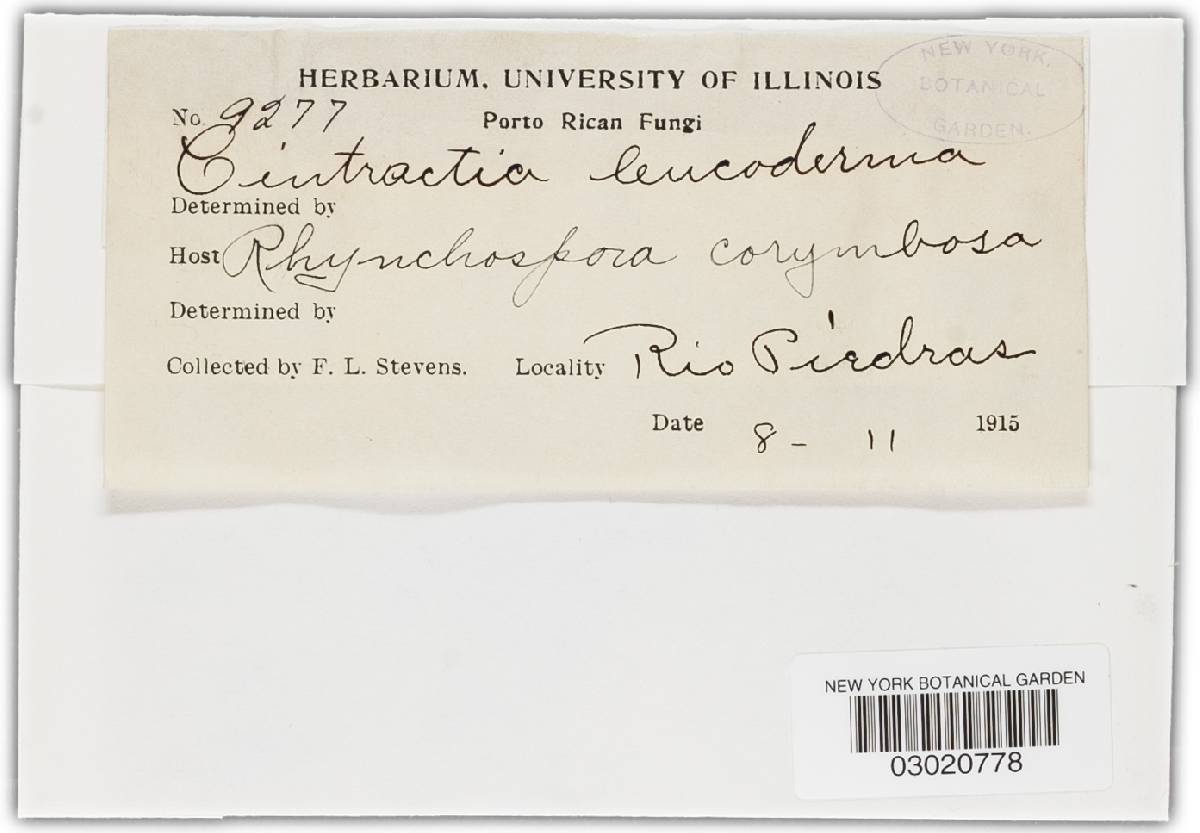 HERBARIUM, UNIVERSITY OF ILLINOIS
NEW YORK BOTANICAL GARDEN.
No. 9277 Porto Rican Fungi
Cintractia leucoderma
Determined by
Host Rhynchospora corymbosa
Determined by
Collected by F. L. Stevens. Locality Rio Piedras
Date 8 - 11 1915
NEW YORK BOTANICAL GARDEN
03020778